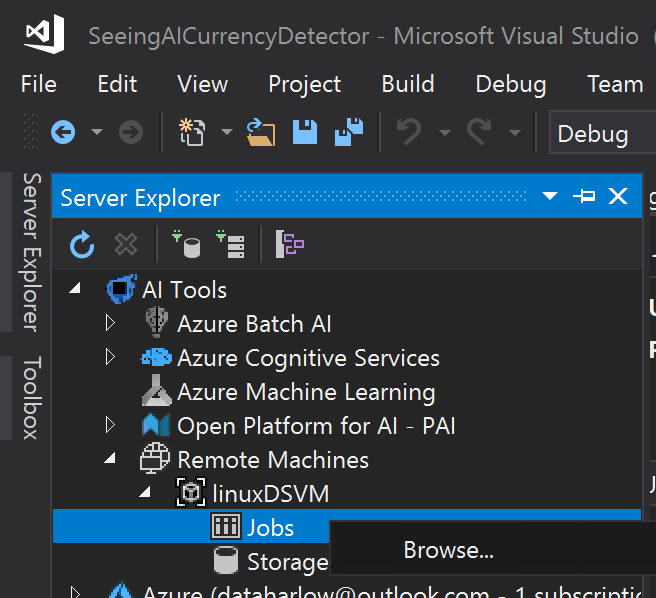 SeeingAICurrencyDetector - Microsoft Visual Studio
File Edit View Project Build Debug Team
Debug
Server Explorer
Toolbox
Server Explorer
AI Tools
Azure Batch AI
Azure Cognitive Services
Azure Machine Learning
Open Platform for AI - PAI
Remote Machines
linuxDSVM
Jobs
Browse...
Storage
Azure (dataharlow@outlook.com - 1 subscriptio